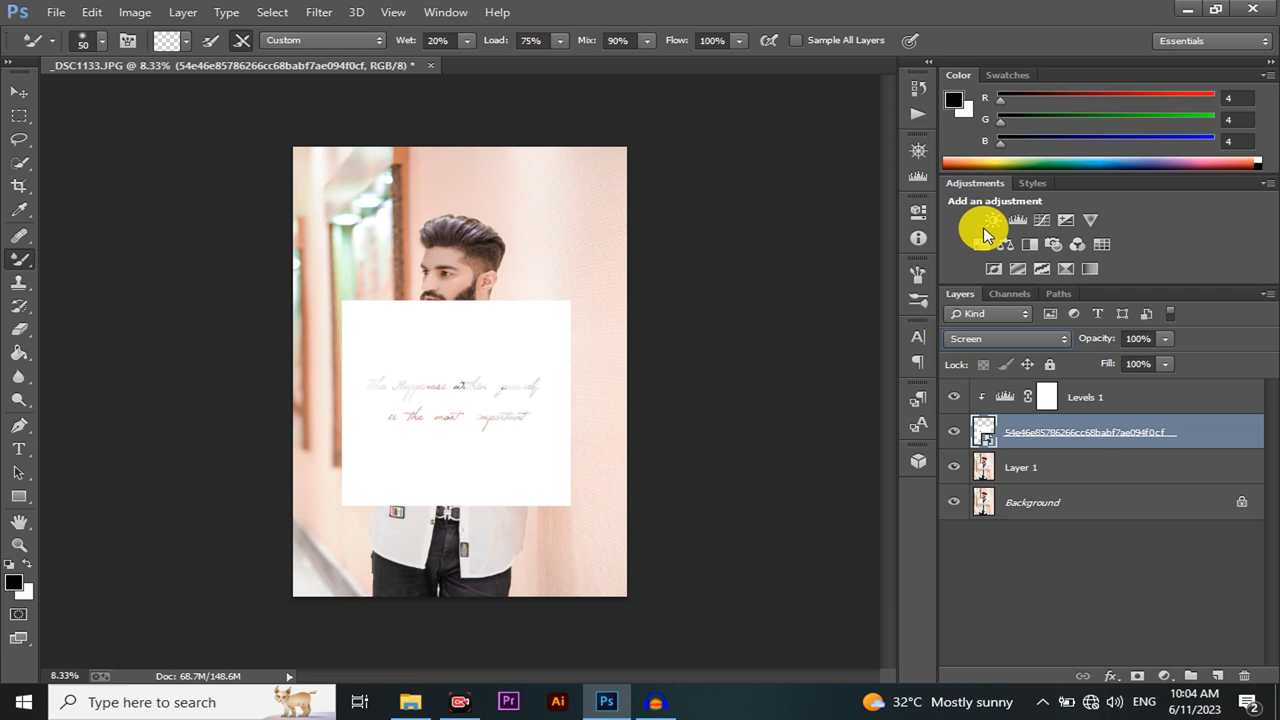 Ps File Edit Image Layer Type Select Filter 3D View Window Help
50 Custom Wet: 20% Load: 75% Mix: 90% Flow: 100% Sample All Layers Essentials
_DSC1133.JPG @ 8.33% (54e46e85786266cc68babf7ae094f0cf, RGB/8) *
Color Swatches
R 4
G 4
B 4
Adjustments Styles
Add an adjustment
Layers Channels Paths
Kind
Screen Opacity: 100%
Lock: Fill: 100%
Levels 1
54e46e85786266cc68babf7ae094f0cf
Layer 1
Background
The Happiness within yourself
is the most important
8.33% Doc: 68.7M/148.6M
Type here to search
Pr Ai Ps
32°C Mostly sunny ENG 10:04 AM 6/11/2023 2